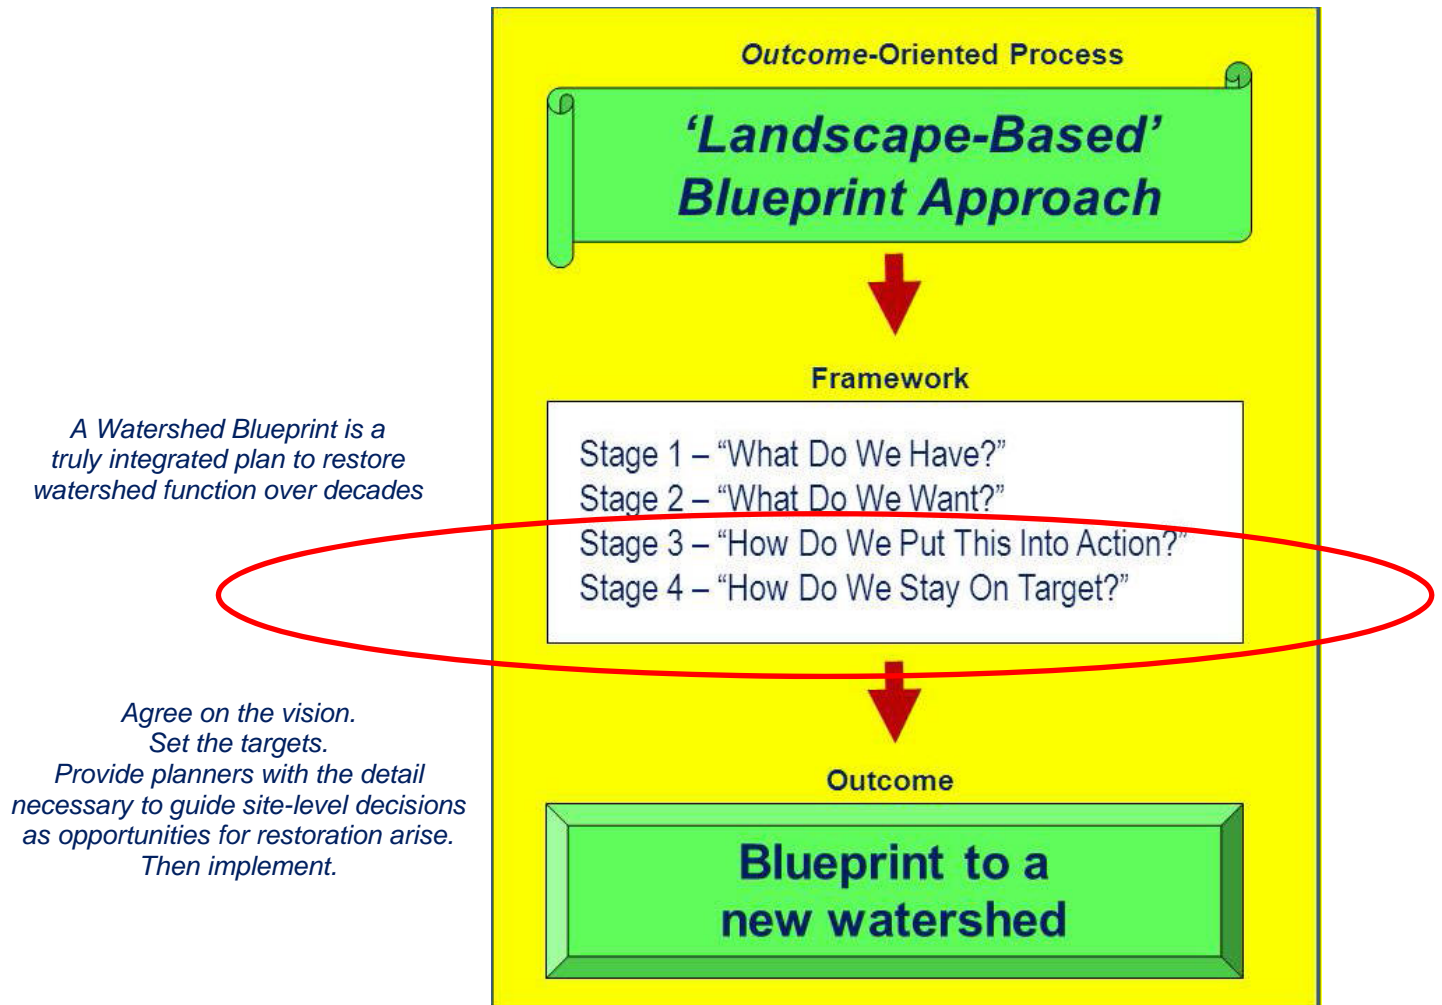 Outcome-Oriented Process
‘Landscape-Based’
Blueprint Approach
Framework
Stage 1 – “What Do We Have?”
Stage 2 – “What Do We Want?”
Stage 3 – “How Do We Put This Into Action?”
Stage 4 – “How Do We Stay On Target?”
A Watershed Blueprint is a
truly integrated plan to restore
watershed function over decades
Agree on the vision.
Set the targets.
Provide planners with the detail
necessary to guide site-level decisions
as opportunities for restoration arise.
Then implement.
Outcome
Blueprint to a
new watershed